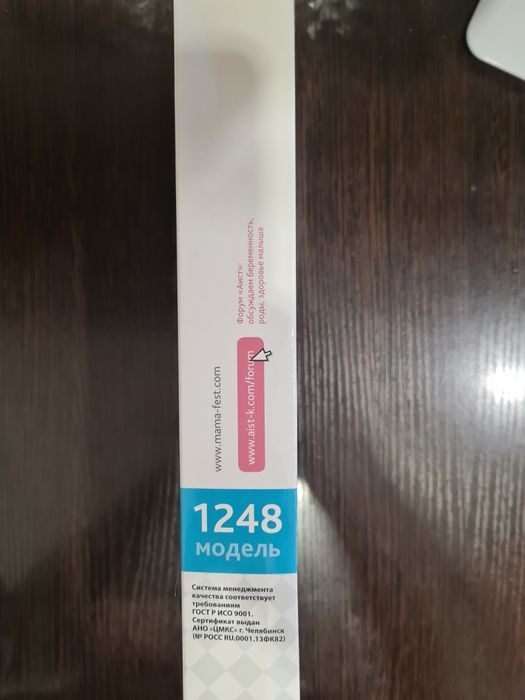 Форум «Аист»:
обсуждаем беременность,
роды, здоровье малыша
www.aist-k.com/forum
www.mama-fest.com
1248
модель
Система менеджмента
качества соответствует
требованиям
ГОСТ Р ИСО 9001.
Сертификат выдан
АНО «ЦМКС» г. Челябинск
(№ РОСС RU.0001.13ФК82)